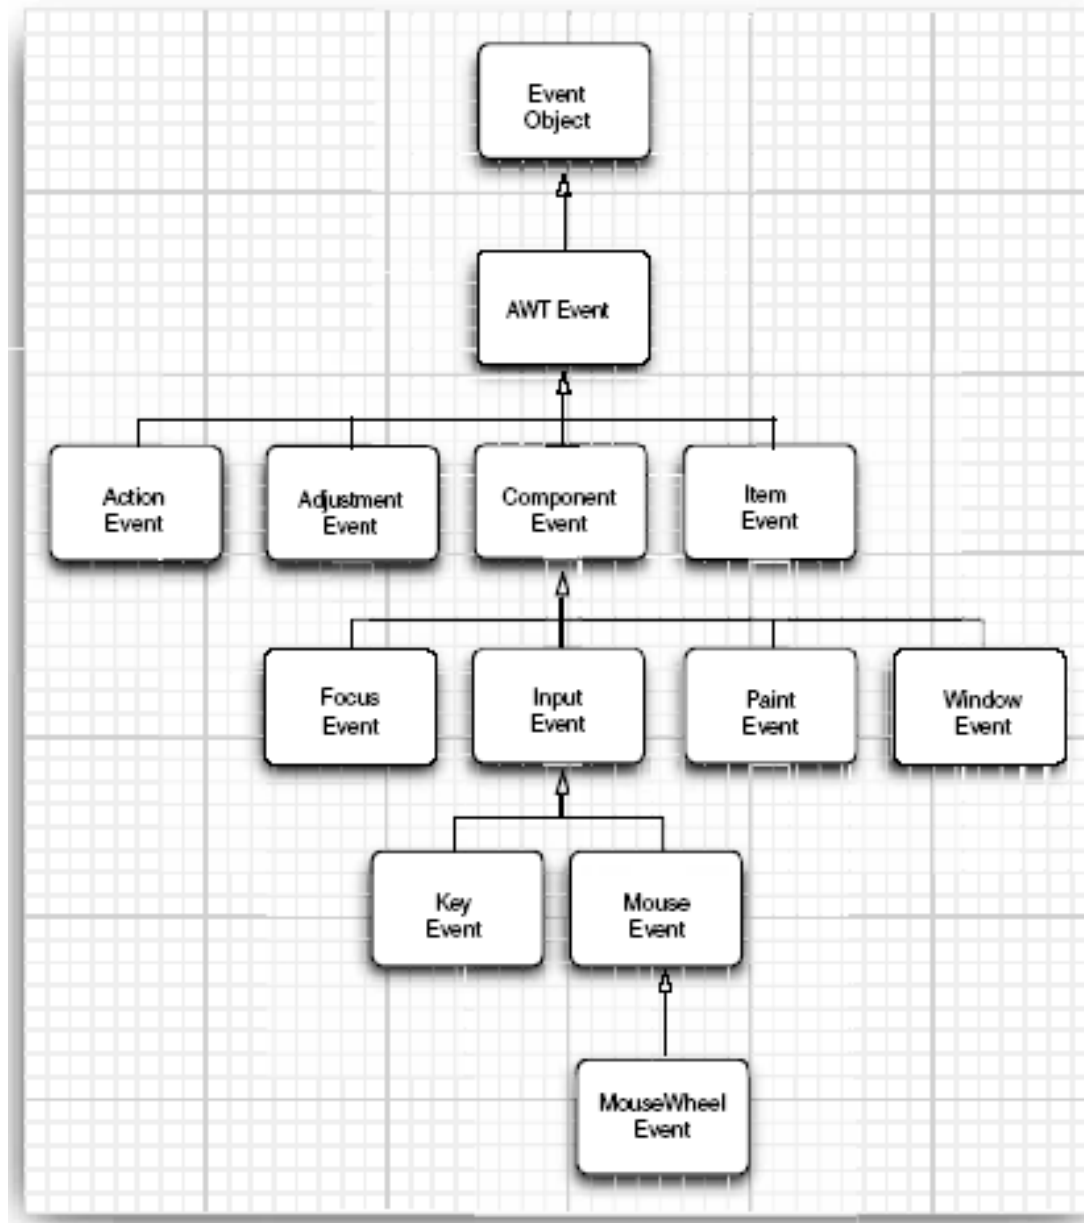 Event
Object
AWT Event
Action
Event
Adjustment
Event
Component
Event
Item
Event
Focus
Event
Input
Event
Paint
Event
Window
Event
Key
Event
Mouse
Event
MouseWheel
Event